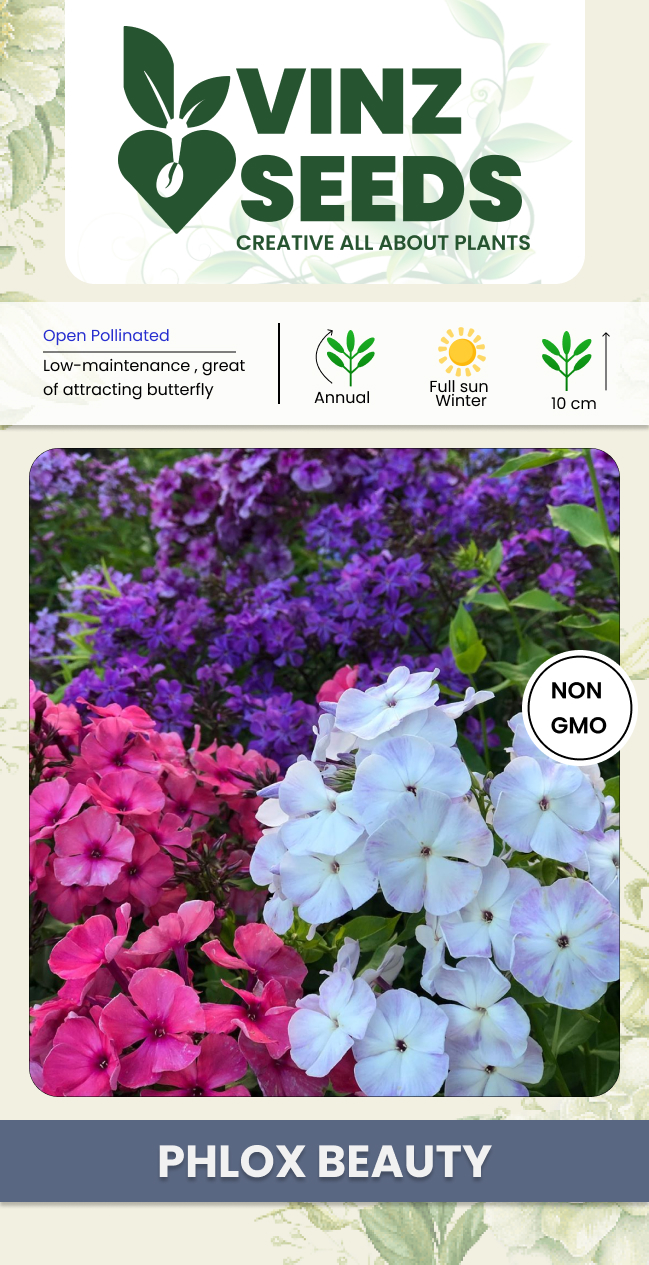 VINZ
SEEDS
CREATIVE ALL ABOUT PLANTS
Open Pollinated
Low-maintenance , great
of attracting butterfly
Annual
Full sun
Winter
10 cm
NON
GMO
PHLOX BEAUTY